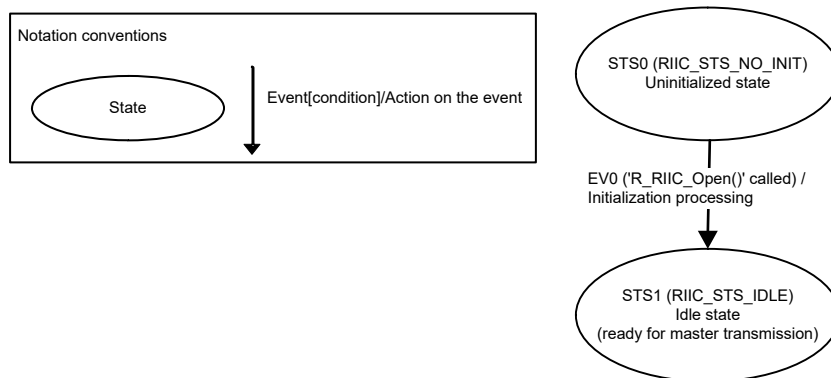 Notation conventions
State
Event[condition]/Action on the event
STS0 (RIIC_STS_NO_INIT)
Uninitialized state
EV0 ('R_RIIC_Open()' called) /
Initialization processing
STS1 (RIIC_STS_IDLE)
Idle state
(ready for master transmission)